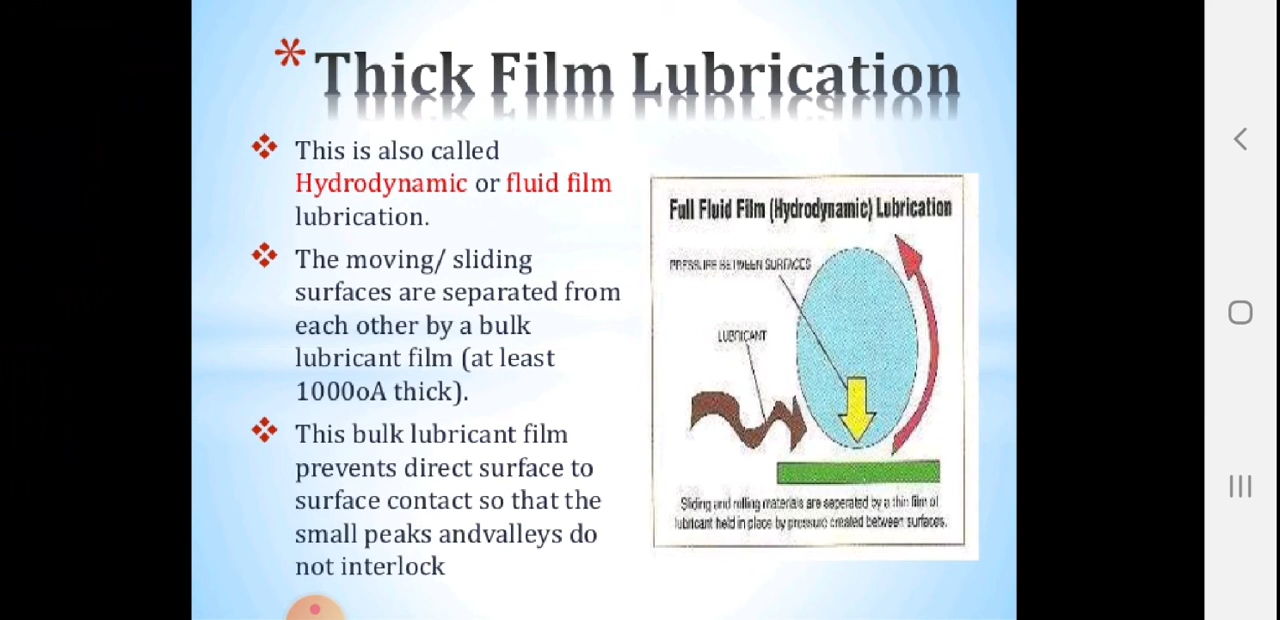 * Thick Film Lubrication
This is also called
Hydrodynamic or fluid film
lubrication.
The moving/ sliding
surfaces are separated from
each other by a bulk
lubricant film (at least
1000oA thick).
This bulk lubricant film
prevents direct surface to
surface contact so that the
small peaks andvalleys do
not interlock
Full Fluid Film (Hydrodynamic) Lubrication
PRESSURE BETWEEN SURFACES
LUBRICANT
Sliding and rolling materials are seperated by a thin film of
lubricant held in place by pressure created between surfaces.